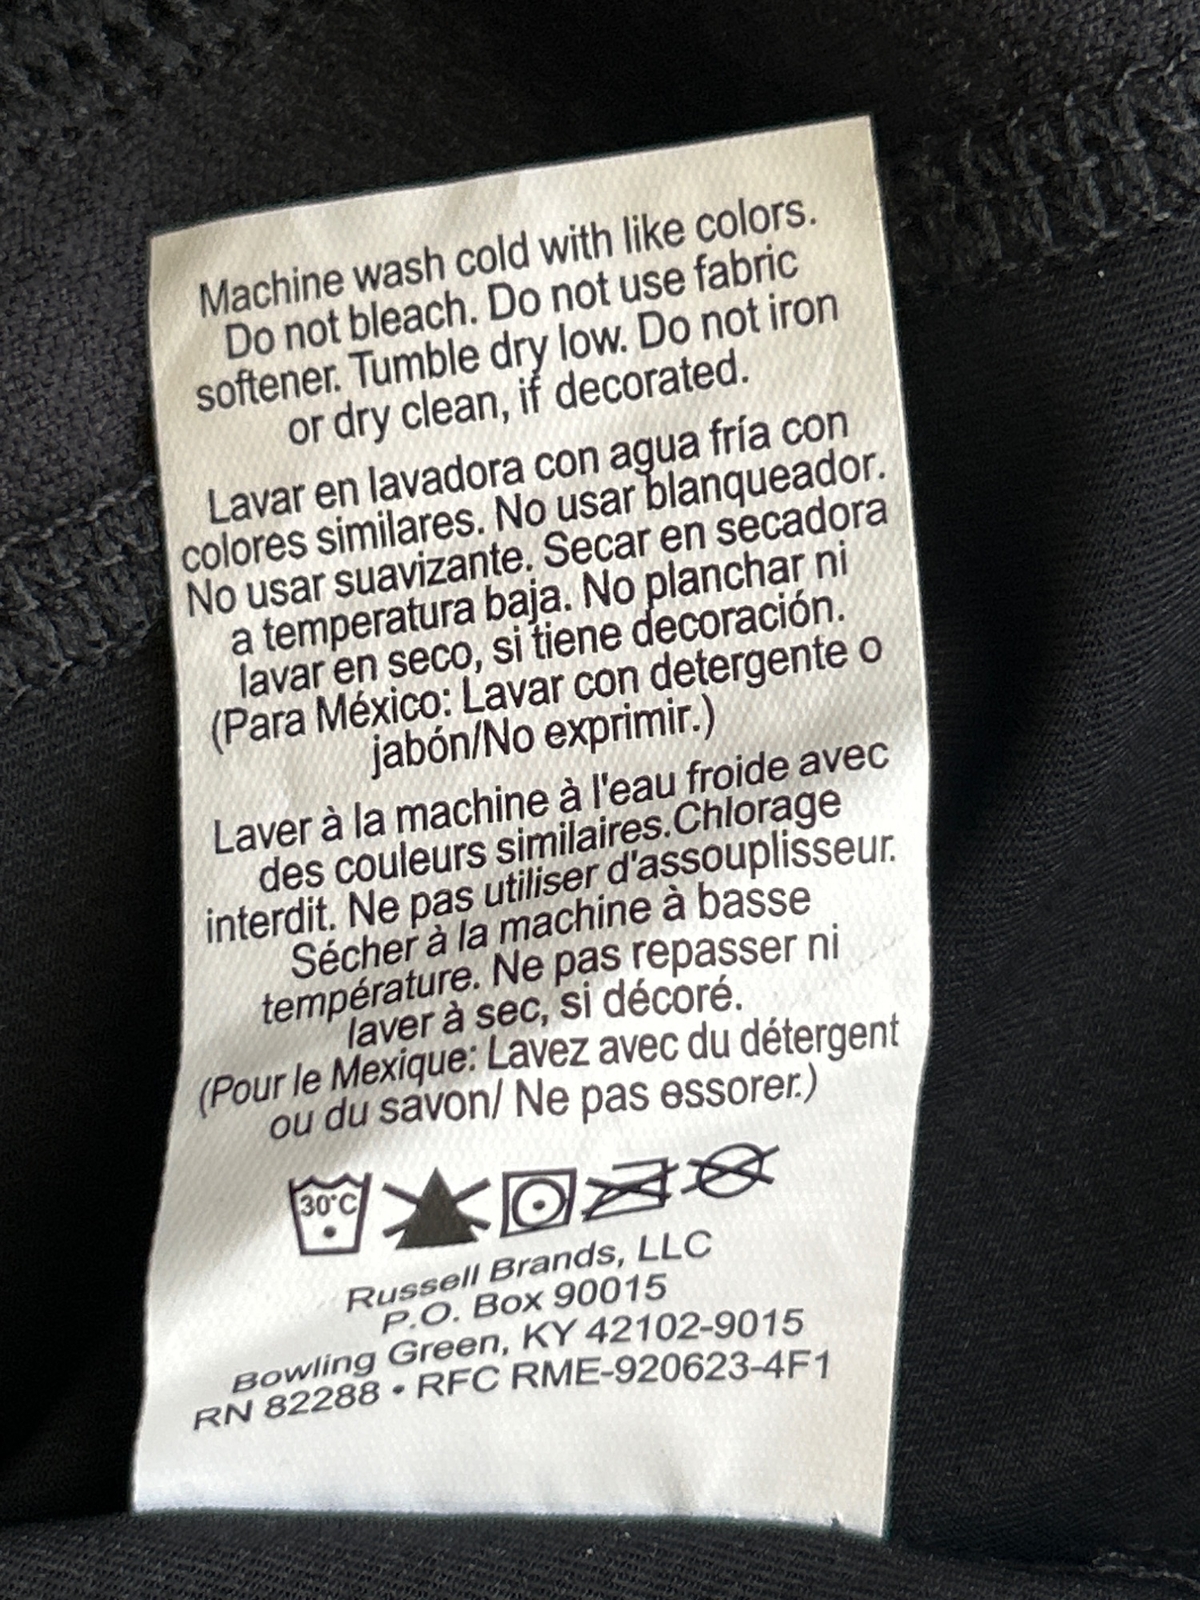 Machine wash cold with like colors.
Do not bleach. Do not use fabric
softener. Tumble dry low. Do not iron
or dry clean, if decorated.
Lavar en lavadora con agua fría con
colores similares. No usar blanqueador.
No usar suavizante. Secar en secadora
a temperatura baja. No planchar ni
lavar en seco, si tiene decoración.
(Para México: Lavar con detergente o
jabón/No exprimir.)
Laver à la machine à l'eau froide avec
des couleurs similaires.Chlorage
interdit. Ne pas utiliser d'assouplisseur.
Sécher à la machine à basse
température. Ne pas repasser ni
laver à sec, si décoré.
(Pour le Mexique: Lavez avec du détergent
ou du savon/ Ne pas essorer.)
30°C
Russell Brands, LLC
P.O. Box 90015
Bowling Green, KY 42102-9015
RN 82288 • RFC RME-920623-4F1